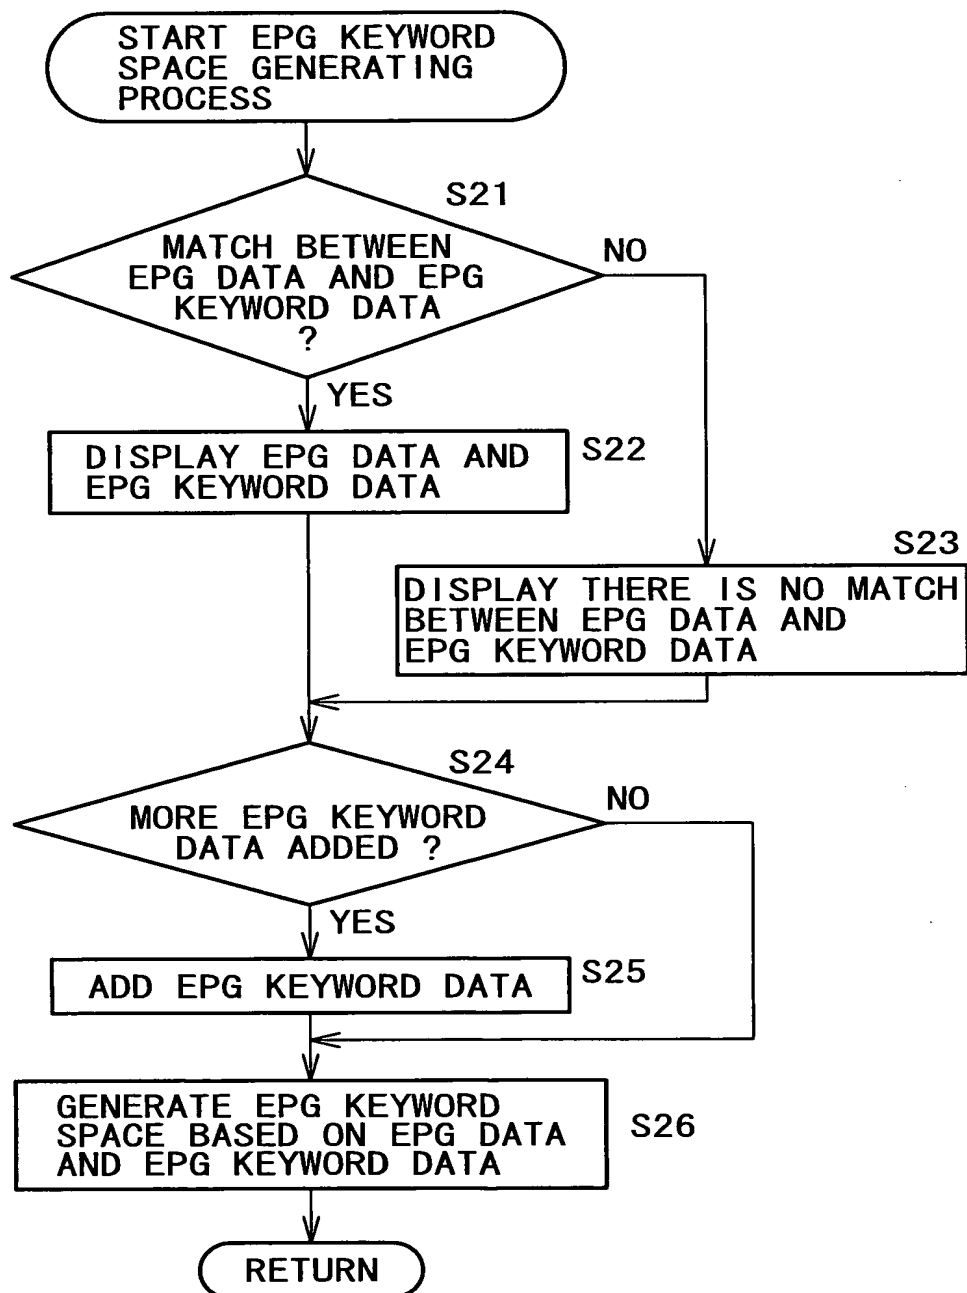 START EPG KEYWORD
SPACE GENERATING
PROCESS
S21
MATCH BETWEEN
EPG DATA AND EPG
KEYWORD DATA
?
NO
YES
DISPLAY EPG DATA AND
EPG KEYWORD DATA
S22
S23
DISPLAY THERE IS NO MATCH
BETWEEN EPG DATA AND
EPG KEYWORD DATA
S24
MORE EPG KEYWORD
DATA ADDED ?
NO
YES
ADD EPG KEYWORD DATA
S25
GENERATE EPG KEYWORD
SPACE BASED ON EPG DATA
AND EPG KEYWORD DATA
S26
RETURN